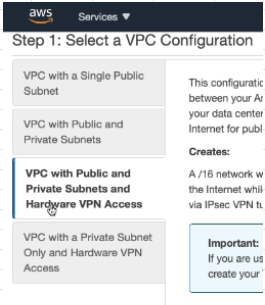 aws Services ▼
Step 1: Select a VPC Configuration
VPC with a Single Public
Subnet
VPC with Public and
Private Subnets
VPC with Public and
Private Subnets and
Hardware VPN Access
VPC with a Private Subnet
Only and Hardware VPN
Access
This configuratio
between your A
your data center
Internet for publ
Creates:
A /16 network w
the Internet whil
via IPsec VPN tu
Important:
If you are us
create your